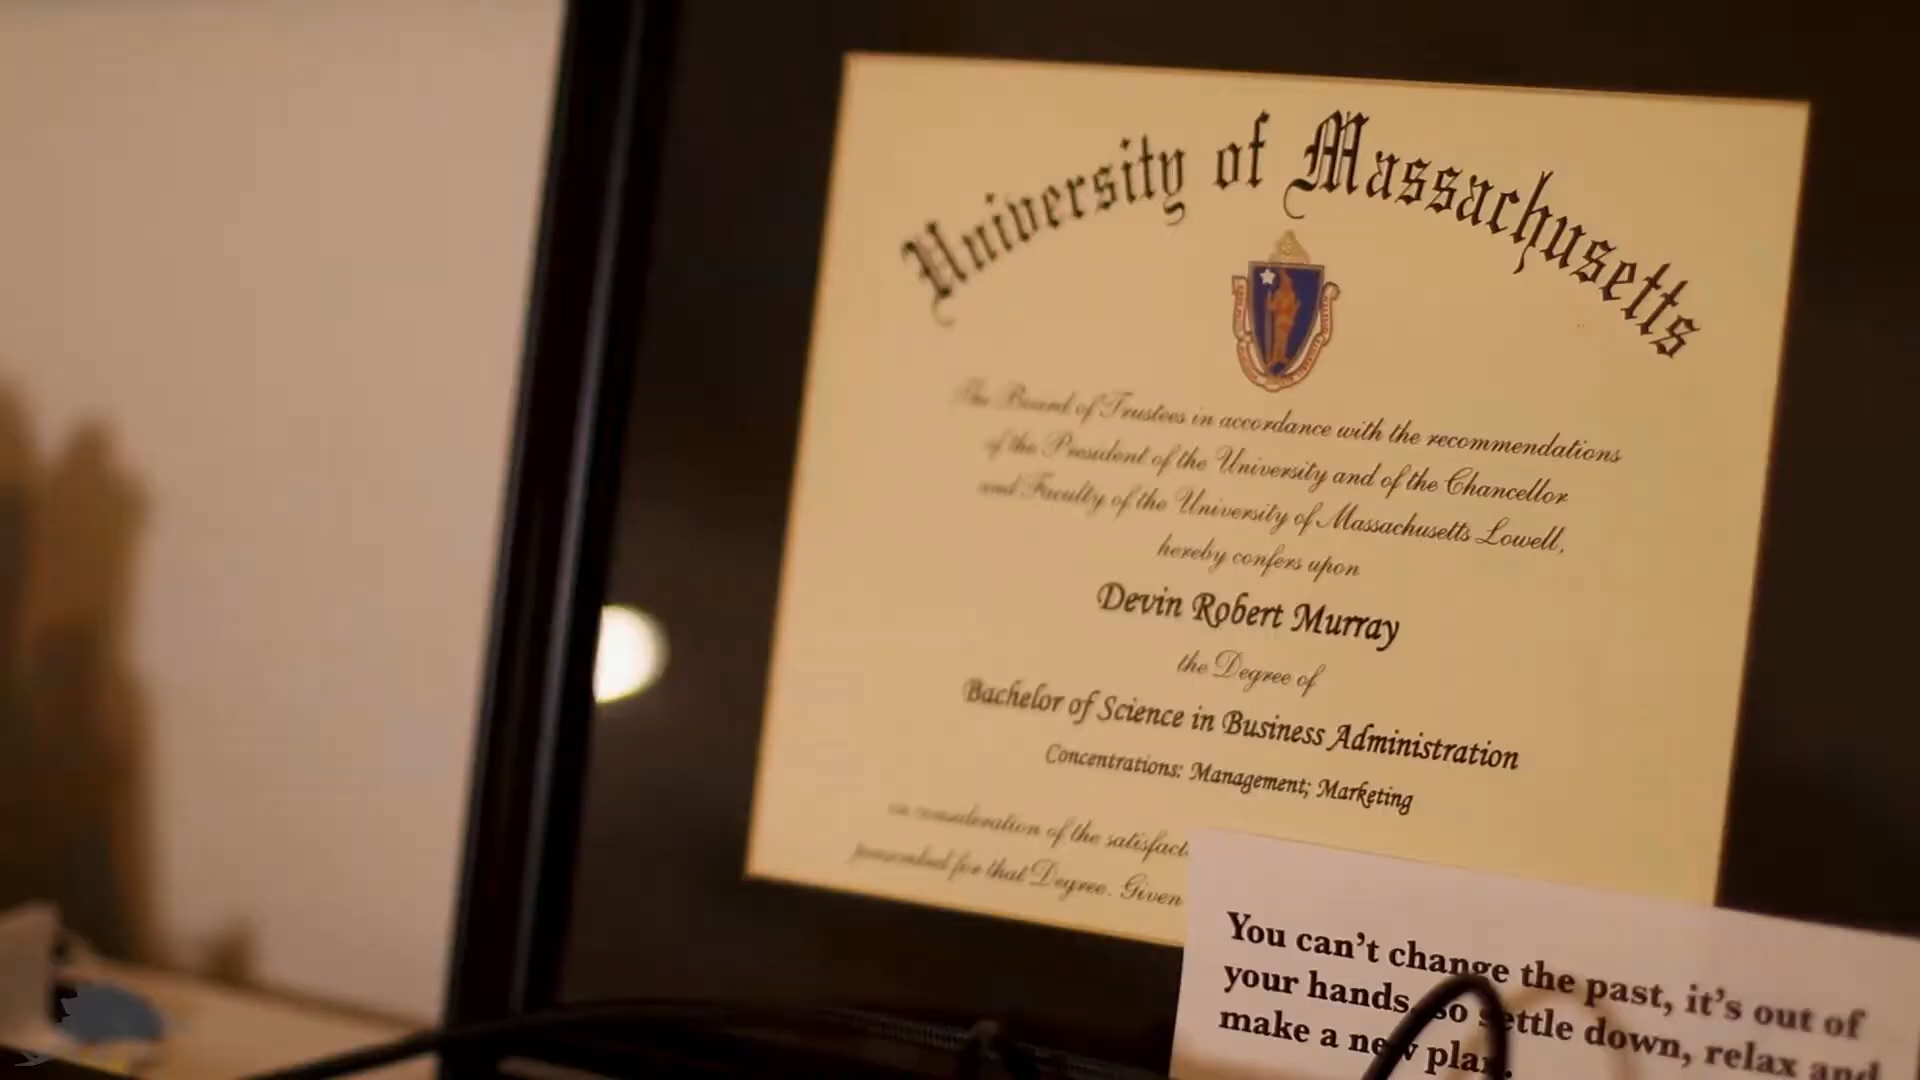 University of Massachusetts
The Board of Trustees in accordance with the recommendations
of the President of the University and of the Chancellor
and Faculty of the University of Massachusetts Lowell,
hereby confers upon
Devin Robert Murray
the Degree of
Bachelor of Science in Business Administration
Concentrations: Management; Marketing
in consideration of the
presented for that Degree. Given
You can't change the past, it's out of
your hands, so settle down, relax and
make a new plan.